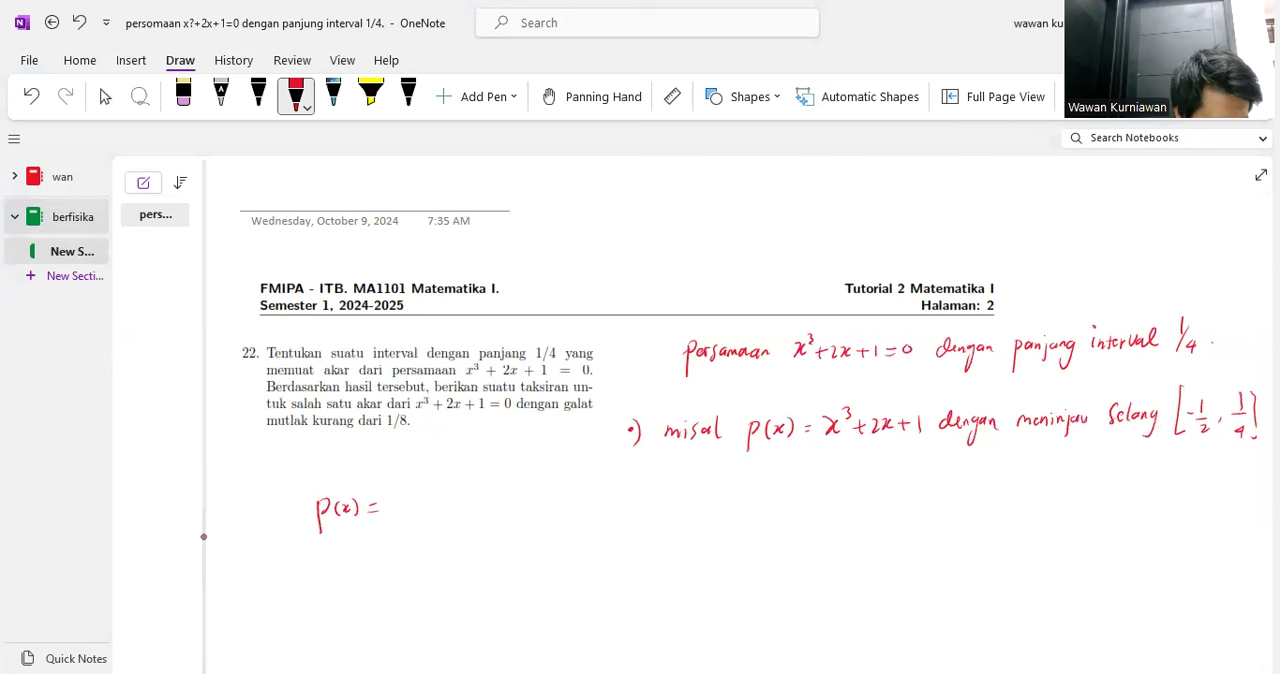 persomaan x?+2x+1=0 dengan panjang interval 1/4. - OneNote
Search
wawan ku
File Home Insert Draw History Review View Help
Add Pen
Panning Hand
Shapes
Automatic Shapes
Full Page View
Wawan Kurniawan
Search Notebooks
wan
berfisika
New S...
New Secti...
pers...
Wednesday, October 9, 2024 7:35 AM
FMIPA - ITB. MA1101 Matematika I. Tutorial 2 Matematika I
Semester 1, 2024-2025 Halaman: 2
22. Tentukan suatu interval dengan panjang 1/4 yang
memuat akar dari persamaan x³ + 2x + 1 = 0.
Berdasarkan hasil tersebut, berikan suatu taksiran un-
tuk salah satu akar dari x³ + 2x + 1 = 0 dengan galat
mutlak kurang dari 1/8.
persamaan x³+2x+1=0 dengan panjang interval 1/4.
•) misal p(x) = x³+2x+1 dengan meninjau selang [-1/2, 1/4]
p(x) =
Quick Notes